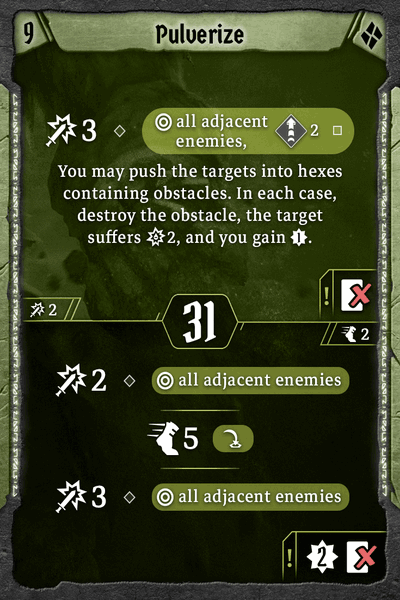 9 Pulverize
3 all adjacent 2
enemies,
You may push the targets into hexes
containing obstacles. In each case,
destroy the obstacle, the target
suffers 2, and you gain 1.
2
31
2
2 all adjacent enemies
5
3 all adjacent enemies
2